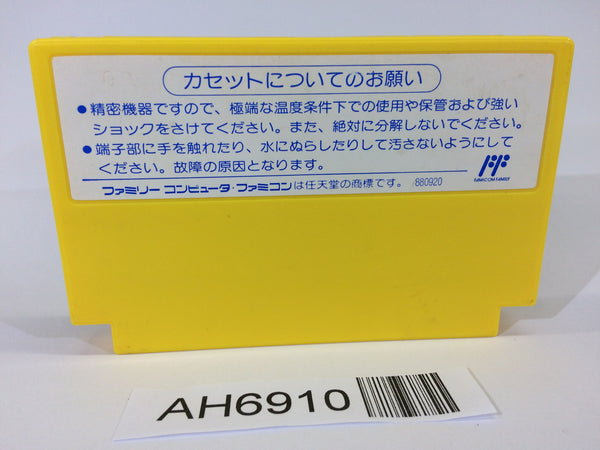 カセットについてのお願い
●精密機器ですので、極端な温度条件下での使用や保管および強い
ショックをさけてください。また、絶対に分解しないでください。
●端子部に手を触れたり、水にぬらしたりして汚さないようにして
ください。故障の原因となります。
FAMICOM FAMILY
ファミリー コンピュータ・ファミコンは任天堂の商標です。 880920
AH6910